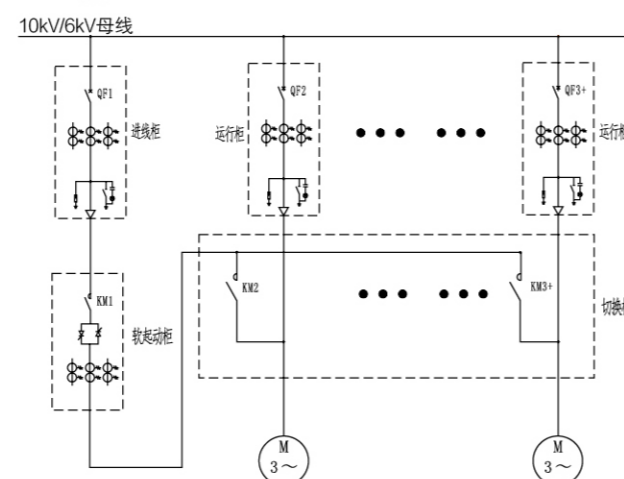 10kV/6kV母线
QF1
进线柜
QF2
运行柜
QF3+
运行柜
KM1
软起动柜
KM2
KM3+
切换柜
M
3～
M
3～